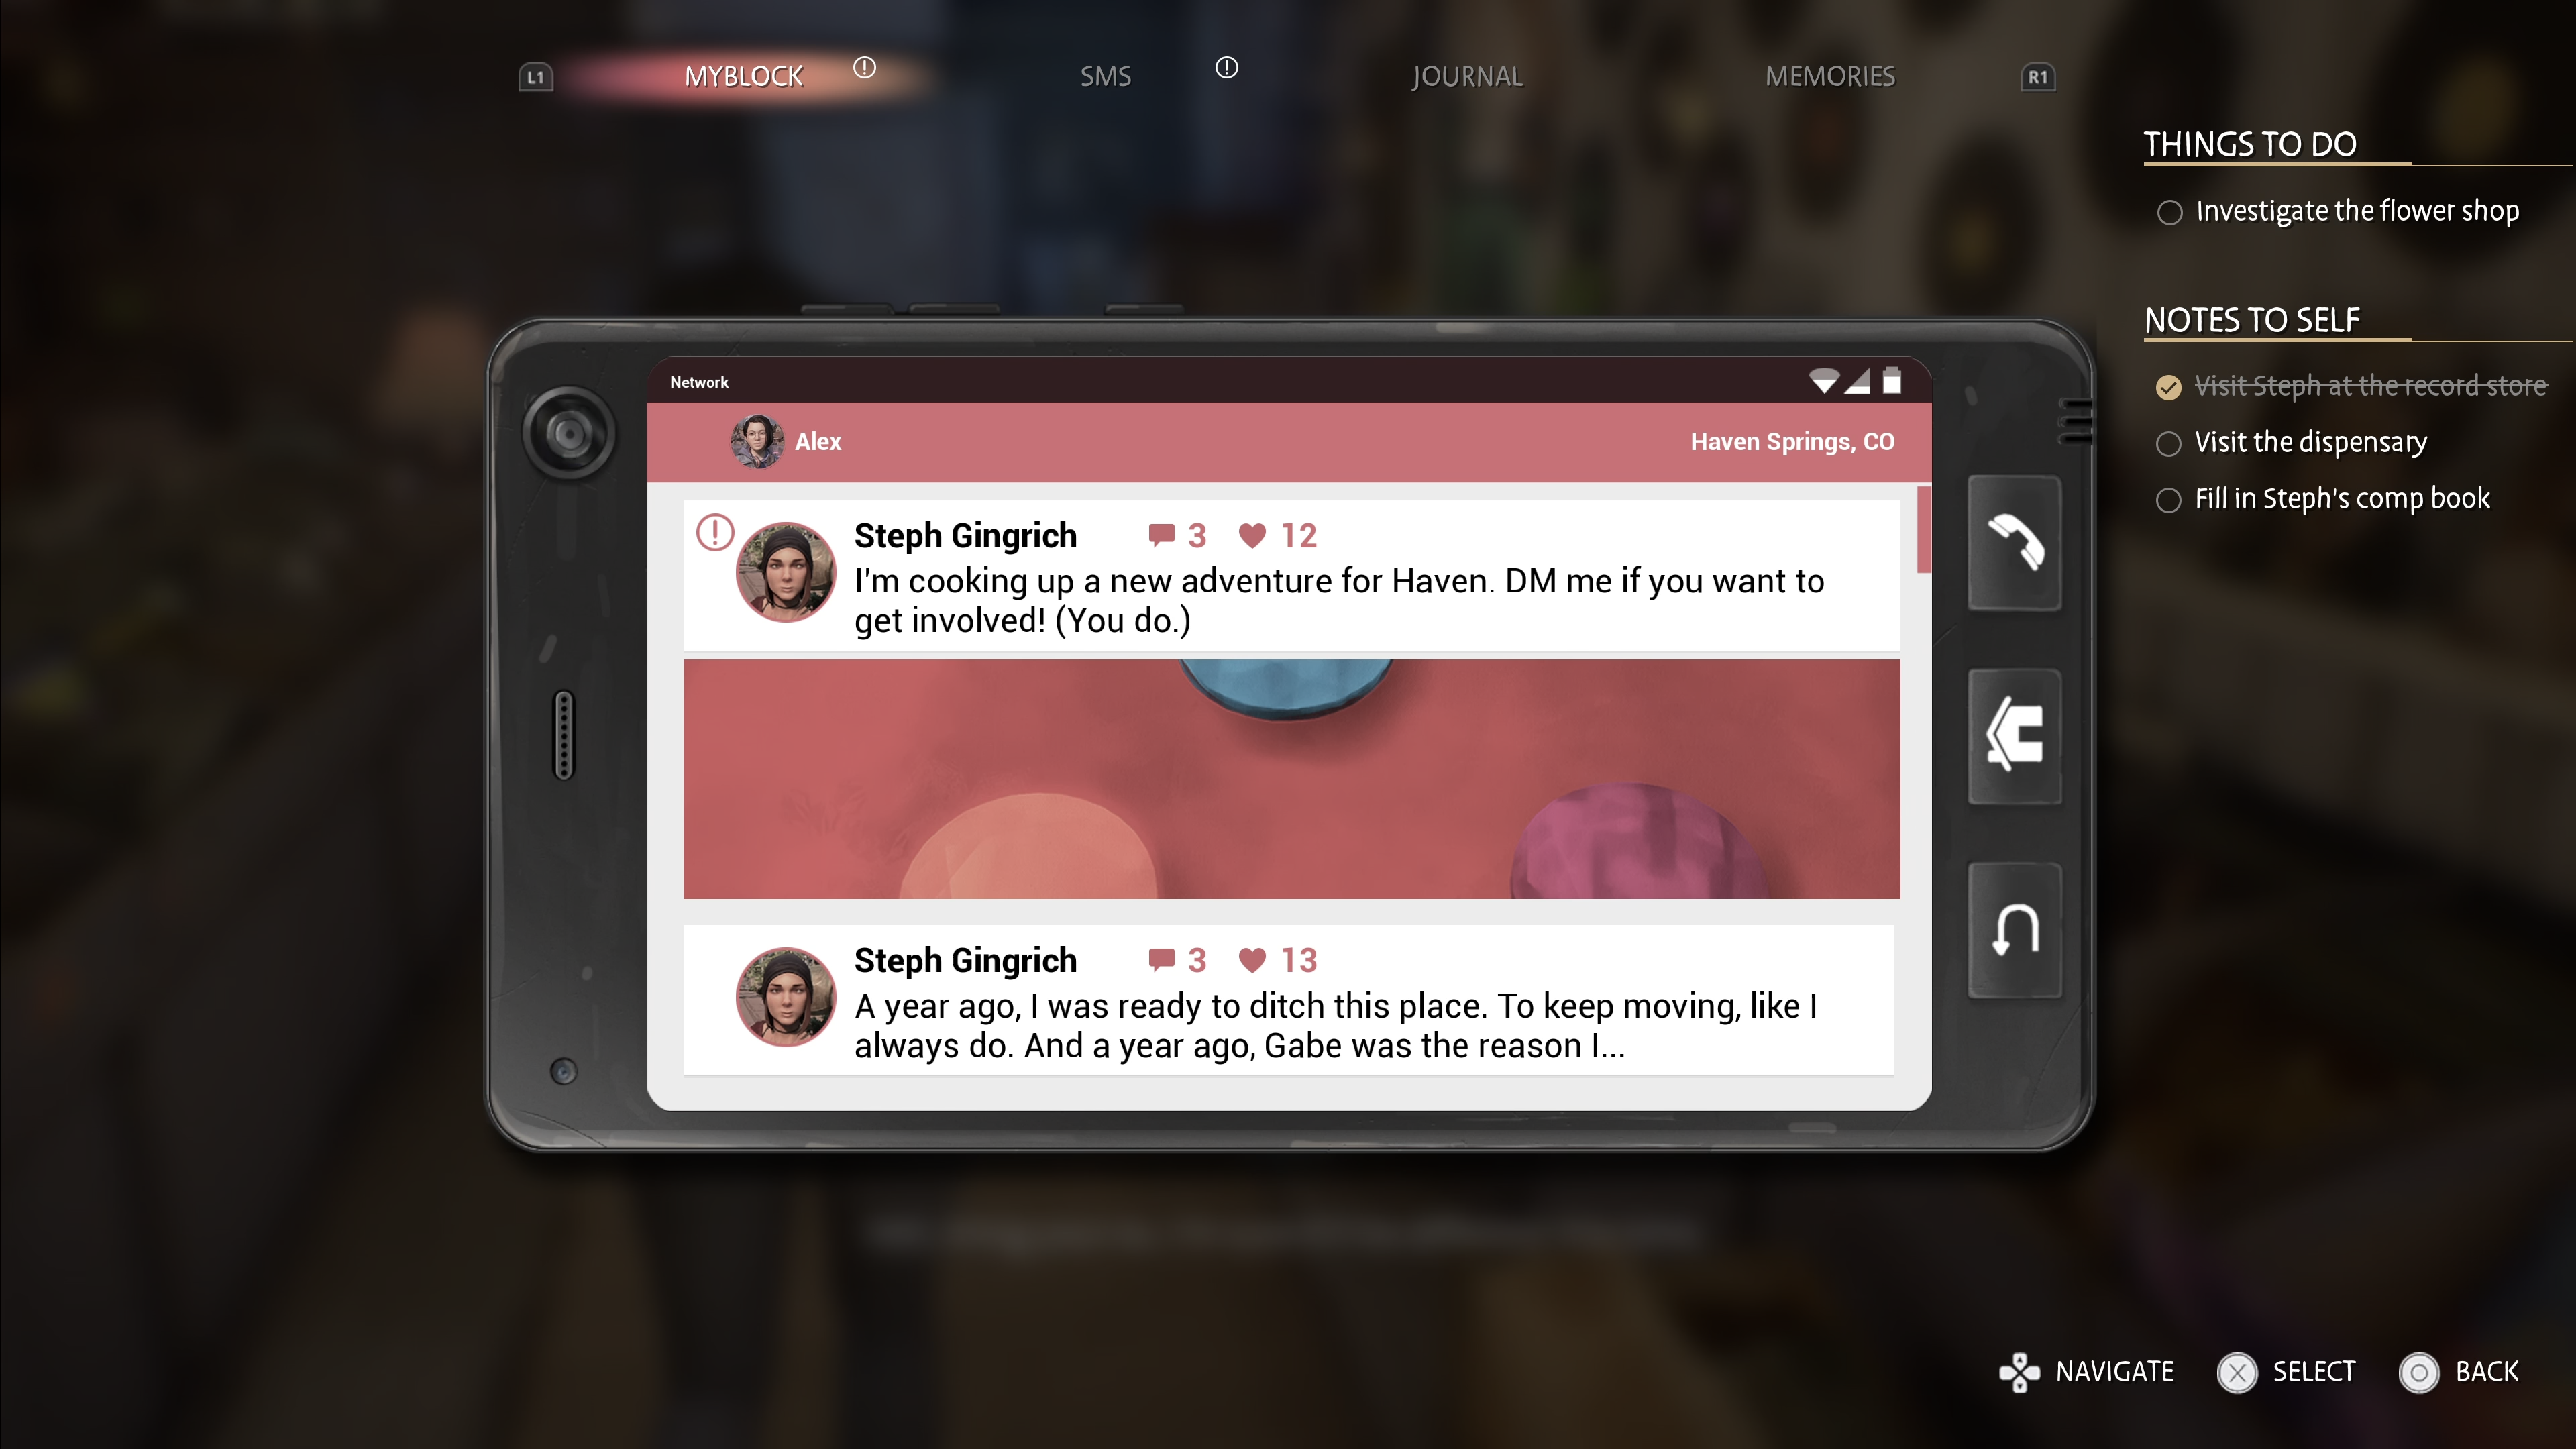 L1
MYBLOCK
SMS
JOURNAL
MEMORIES
R1
THINGS TO DO
Investigate the flower shop
NOTES TO SELF
Visit Steph at the record store
Visit the dispensary
Fill in Steph's comp book
Network
Alex
Haven Springs, CO
Steph Gingrich 3 12
I'm cooking up a new adventure for Haven. DM me if you want to
get involved! (You do.)
Steph Gingrich 3 13
A year ago, I was ready to ditch this place. To keep moving, like I
always do. And a year ago, Gabe was the reason I...
NAVIGATE
SELECT
BACK